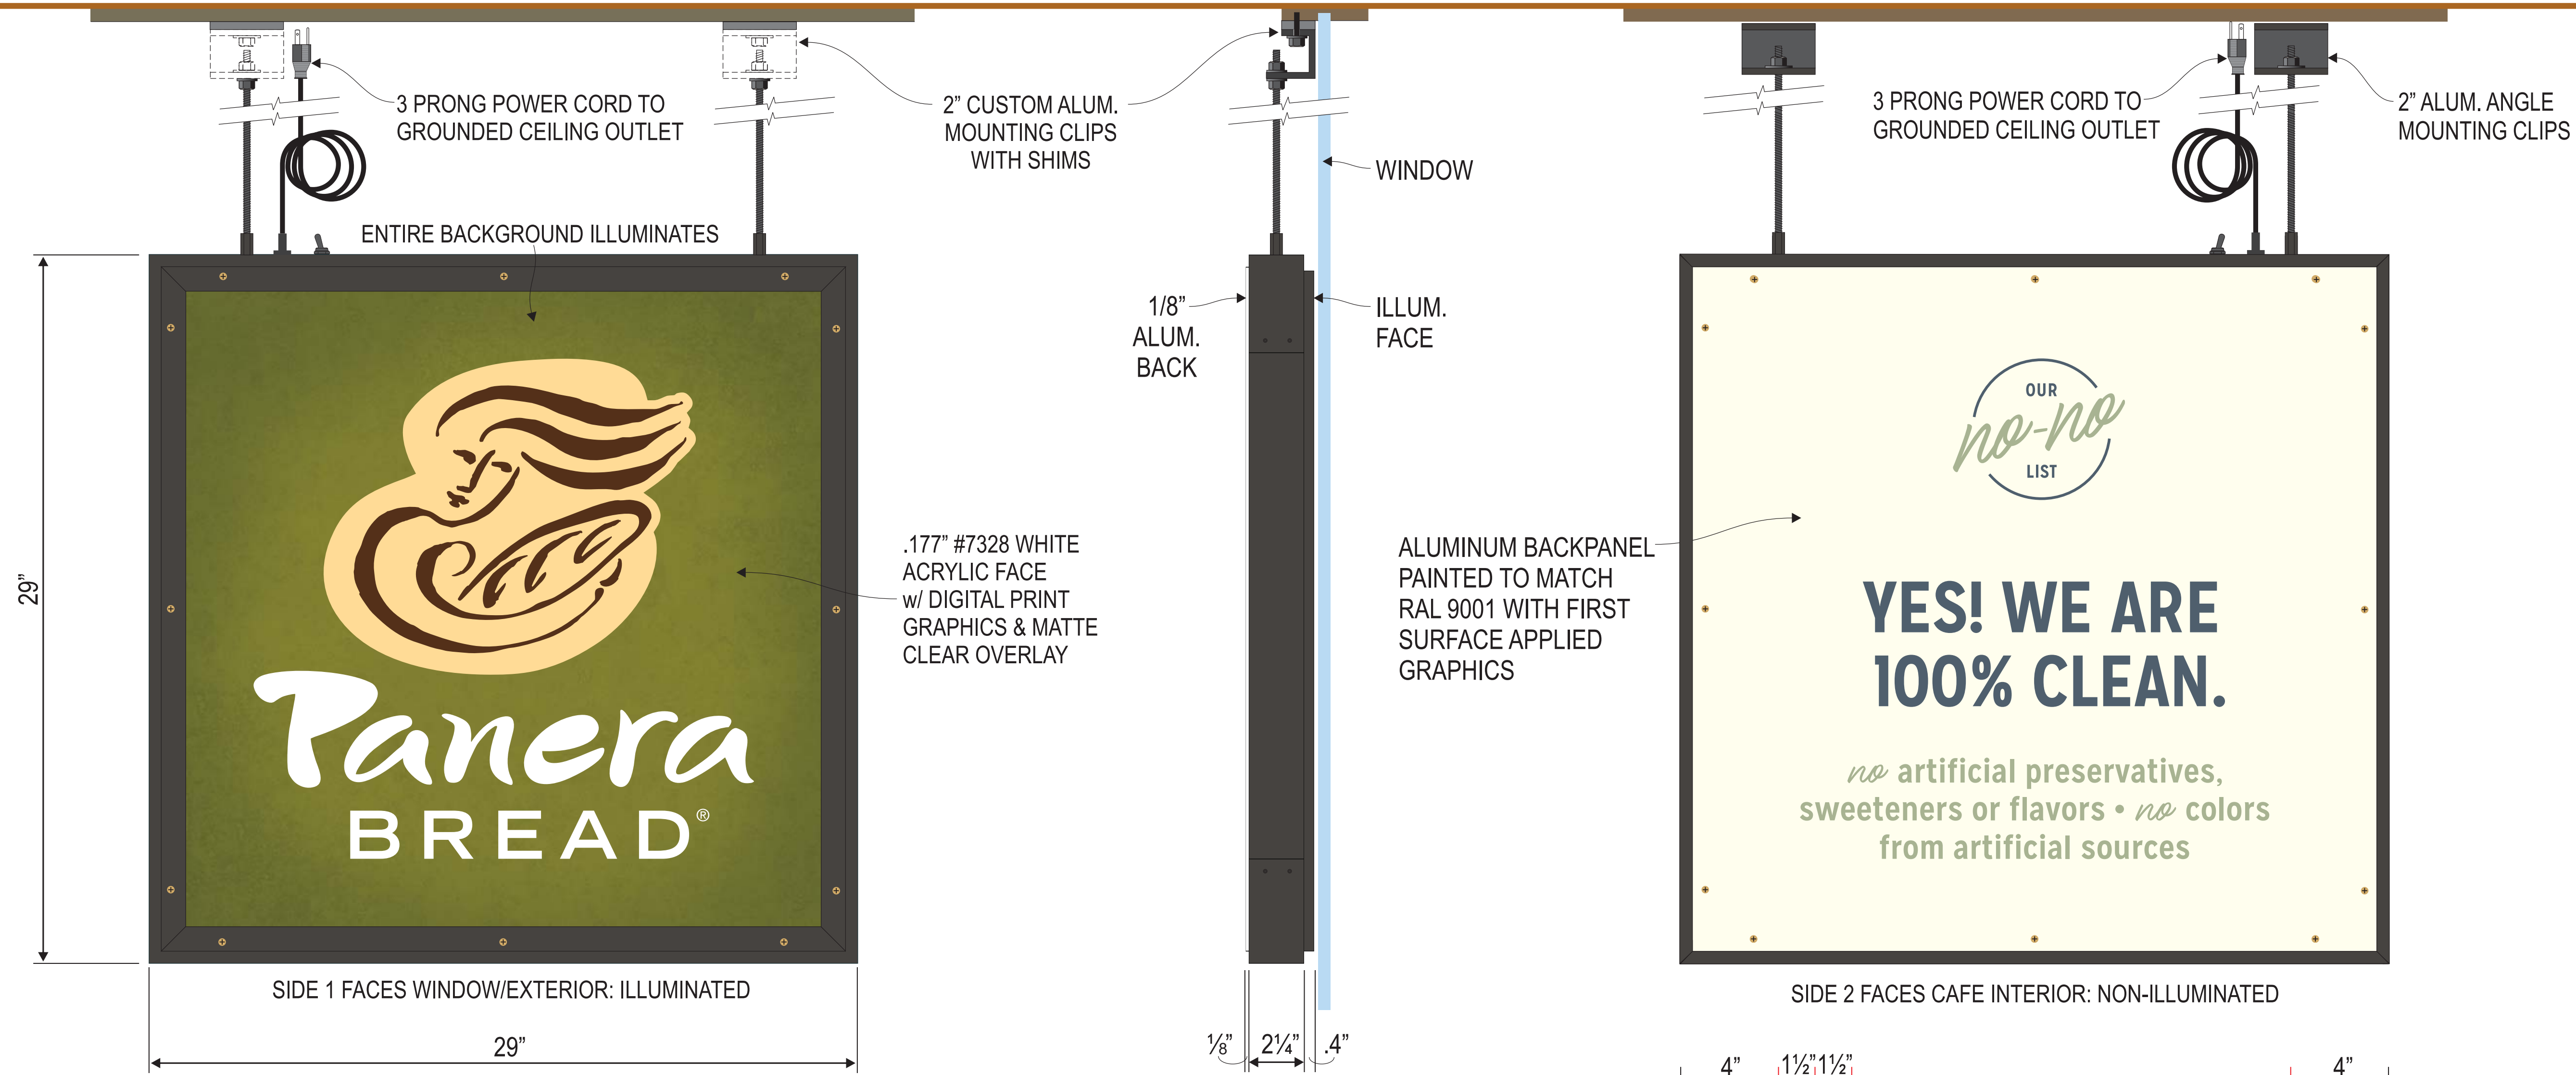 3 PRONG POWER CORD TO
GROUNDED CEILING OUTLET
2” CUSTOM ALUM.
MOUNTING CLIPS
WITH SHIMS
WINDOW
3 PRONG POWER CORD TO
GROUNDED CEILING OUTLET
2” ALUM. ANGLE
MOUNTING CLIPS
ENTIRE BACKGROUND ILLUMINATES
29”
Panera
BREAD®
SIDE 1 FACES WINDOW/EXTERIOR: ILLUMINATED
29”
.177” #7328 WHITE
ACRYLIC FACE
w/ DIGITAL PRINT
GRAPHICS & MATTE
CLEAR OVERLAY
1/8”
ALUM.
BACK
ILLUM.
FACE
⅛”
2¼”
.4”
ALUMINUM BACKPANEL
PAINTED TO MATCH
RAL 9001 WITH FIRST
SURFACE APPLIED
GRAPHICS
OUR
no-no
LIST
YES! WE ARE
100% CLEAN.
no artificial preservatives,
sweeteners or flavors • no colors
from artificial sources
SIDE 2 FACES CAFE INTERIOR: NON-ILLUMINATED
4”
1½”
1½”
4”